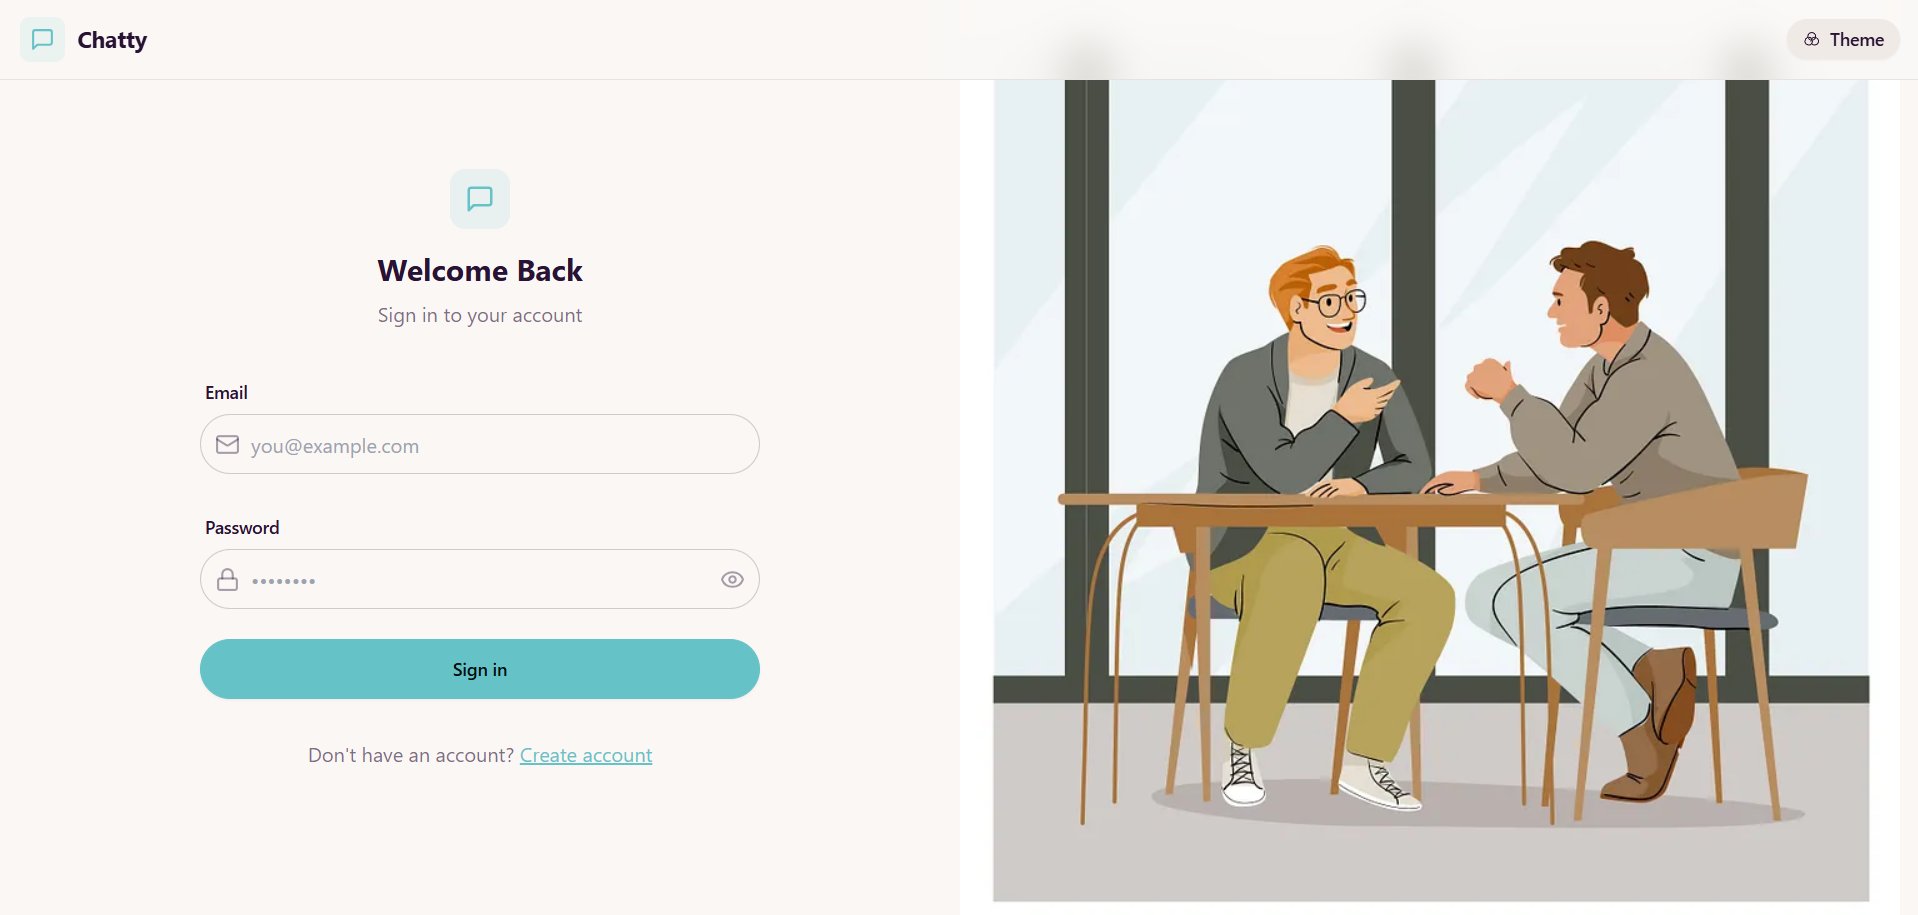 Chatty
Theme
Welcome Back
Sign in to your account
Email
you@example.com
Password
••••••••
Sign in
Don't have an account? Create account